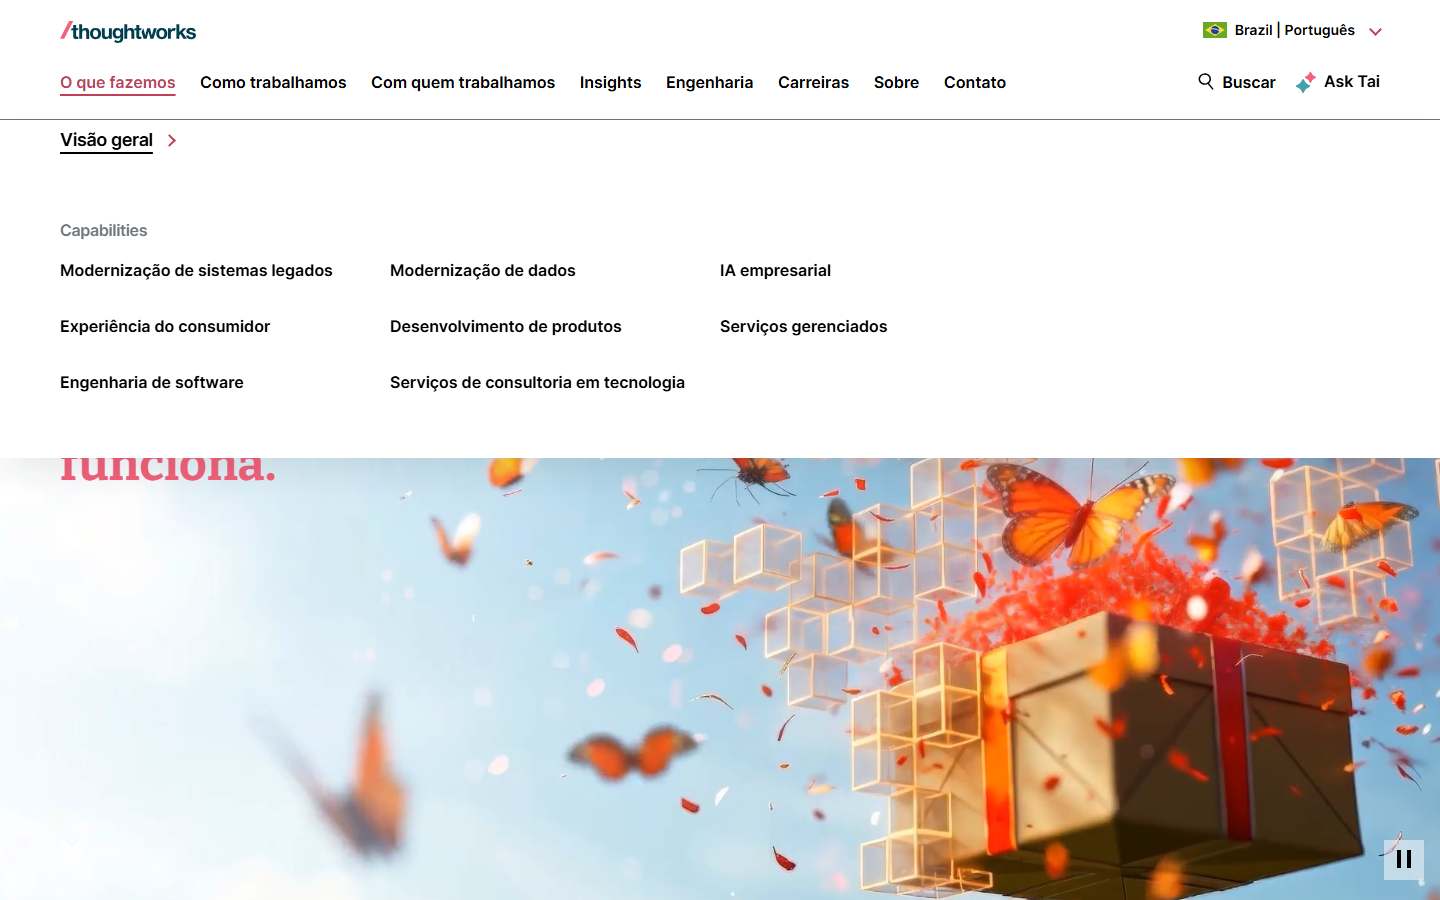 /thoughtworks
Brazil | Português
O que fazemos
Como trabalhamos
Com quem trabalhamos
Insights
Engenharia
Carreiras
Sobre
Contato
Buscar
Ask Tai
Visão geral
Capabilities
Modernização de sistemas legados
Modernização de dados
IA empresarial
Experiência do consumidor
Desenvolvimento de produtos
Serviços gerenciados
Engenharia de software
Serviços de consultoria em tecnologia
funciona.